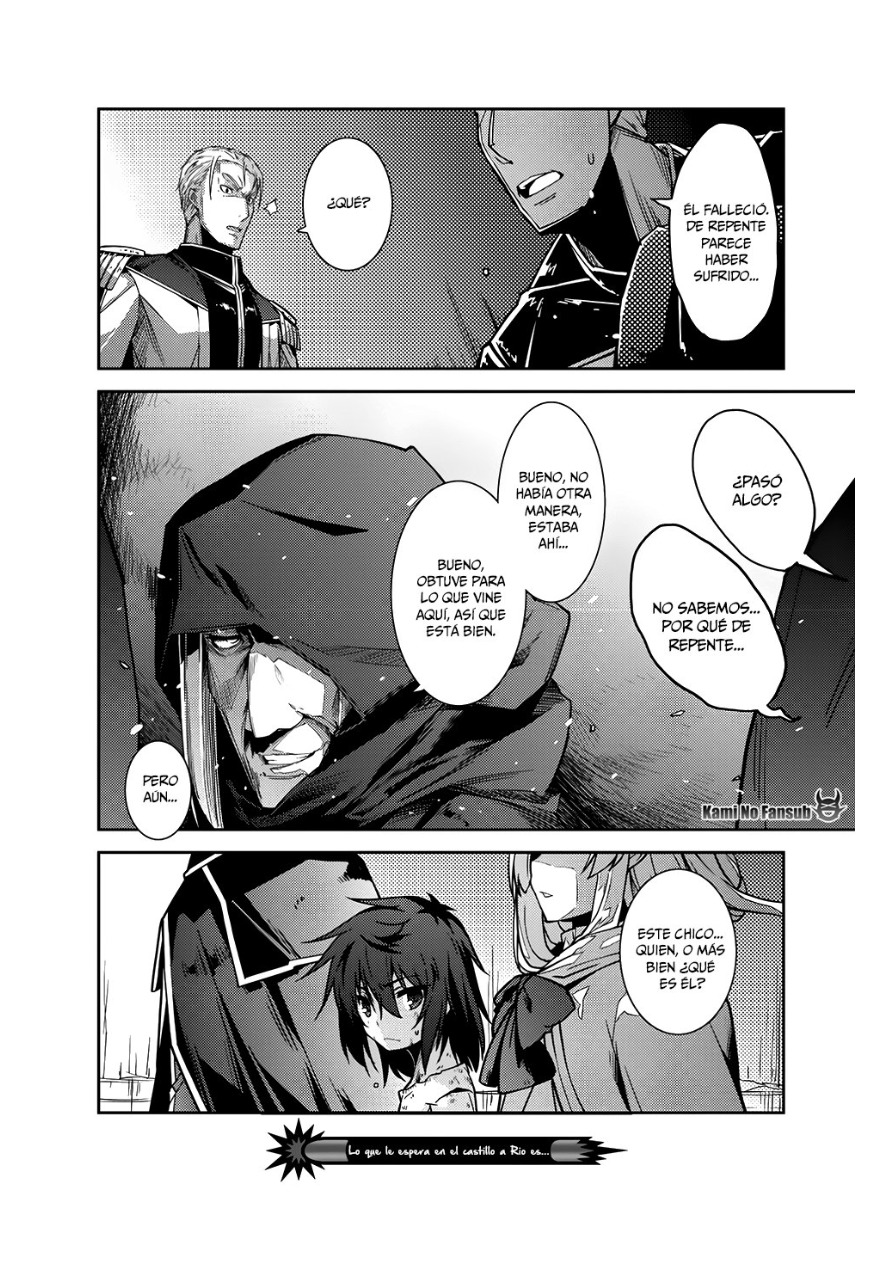 ÉL FALLECIÓ.
DE REPENTE
PARECE
HABER
SUFRIDO...
¿QUÉ?
¿PASÓ
ALGO?
NO SABEMOS...
POR QUÉ DE
REPENTE...
BUENO, NO
HABÍA OTRA
MANERA,
ESTABA
AHÍ...
BUENO,
OBTUVE PARA
LO QUE VINE
AQUÍ, ASÍ QUE
ESTÁ BIEN.
PERO
AÚN...
Kami No Fansub
ESTE CHICO...
QUIEN, O MÁS
BIEN ¿QUÉ
ES ÉL?
Lo que le espera en el castillo a Rio es...